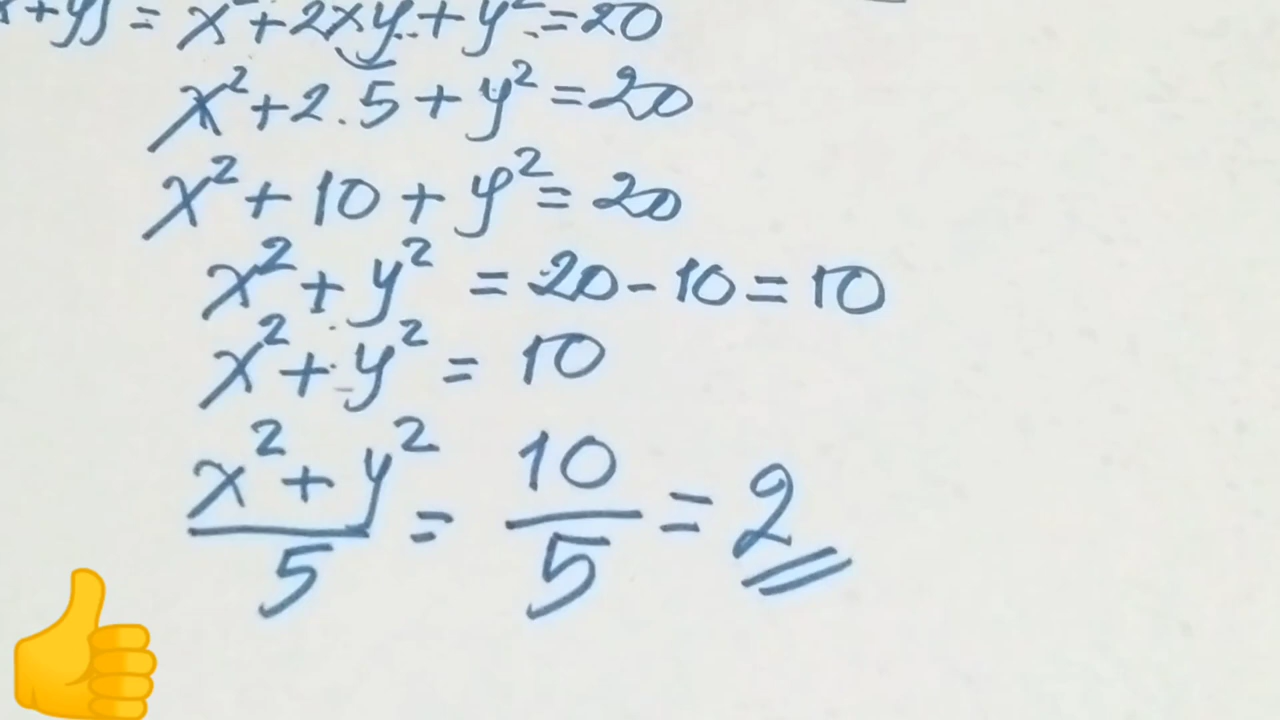 x+y) = x²+2xy+y²=20
x²+2.5+y²=20
x²+10+y²=20
x²+y² = 20-10=10
x²+y² = 10
x²+y²/5 = 10/5 = 2